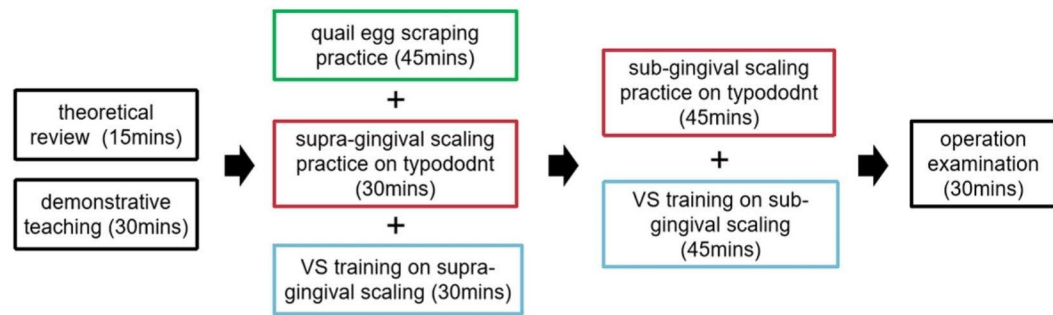 theoretical
review (15mins)
demonstrative
teaching (30mins)
quail egg scraping
practice (45mins)
+
supra-gingival scaling
practice on typododnt
(30mins)
+
VS training on supra-
gingival scaling (30mins)
sub-gingival scaling
practice on typododnt
(45mins)
+
VS training on sub-
gingival scaling
(45mins)
operation
examination
(30mins)